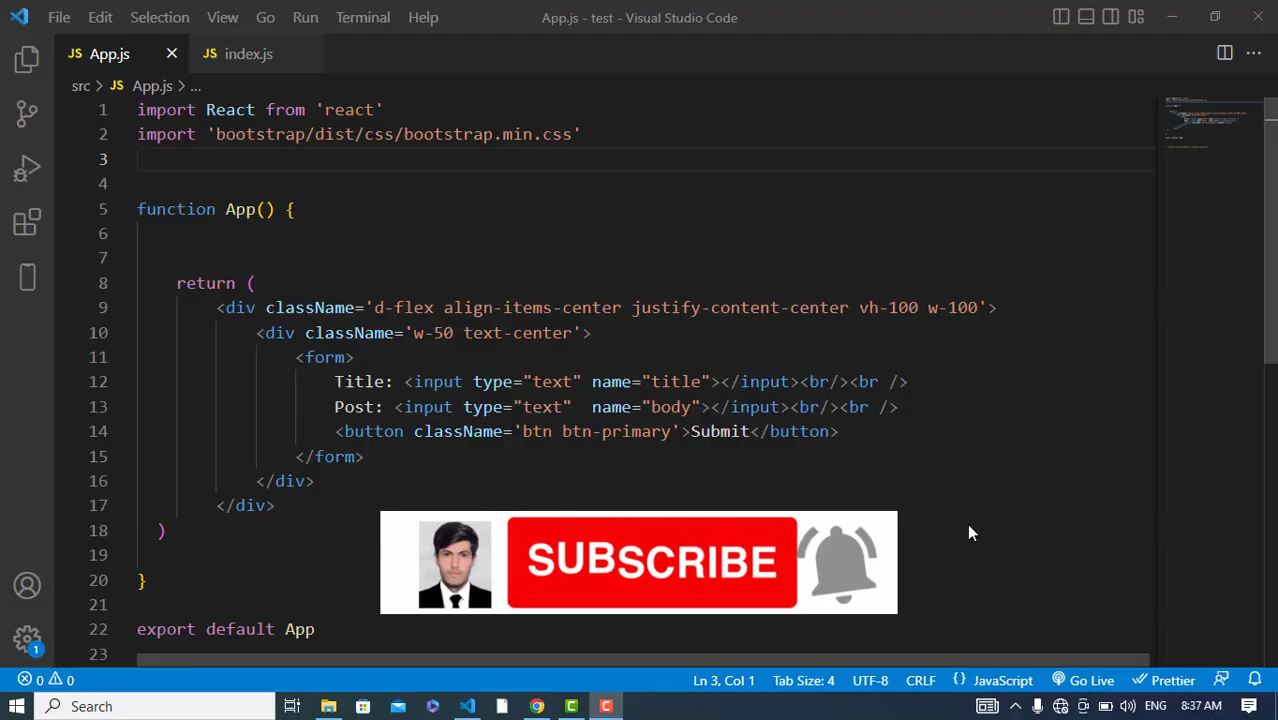 File Edit Selection View Go Run Terminal Help App.js - test - Visual Studio Code
JS App.js JS index.js
src > JS App.js > ...
1 import React from 'react'
2 import 'bootstrap/dist/css/bootstrap.min.css'
3
4
5 function App() {
6
7
8 return (
9 <div className='d-flex align-items-center justify-content-center vh-100 w-100'>
10 <div className='w-50 text-center'>
11 <form>
12 Title: <input type="text" name="title"></input><br/><br />
13 Post: <input type="text" name="body"></input><br/><br />
14 <button className='btn btn-primary'>Submit</button>
15 </form>
16 </div>
17 </div>
18 )
19
20 }
21
22 export default App
23
SUBSCRIBE
1
0 0 Ln 3, Col 1 Tab Size: 4 UTF-8 CRLF {} JavaScript Go Live Prettier
Search ENG 8:37 AM